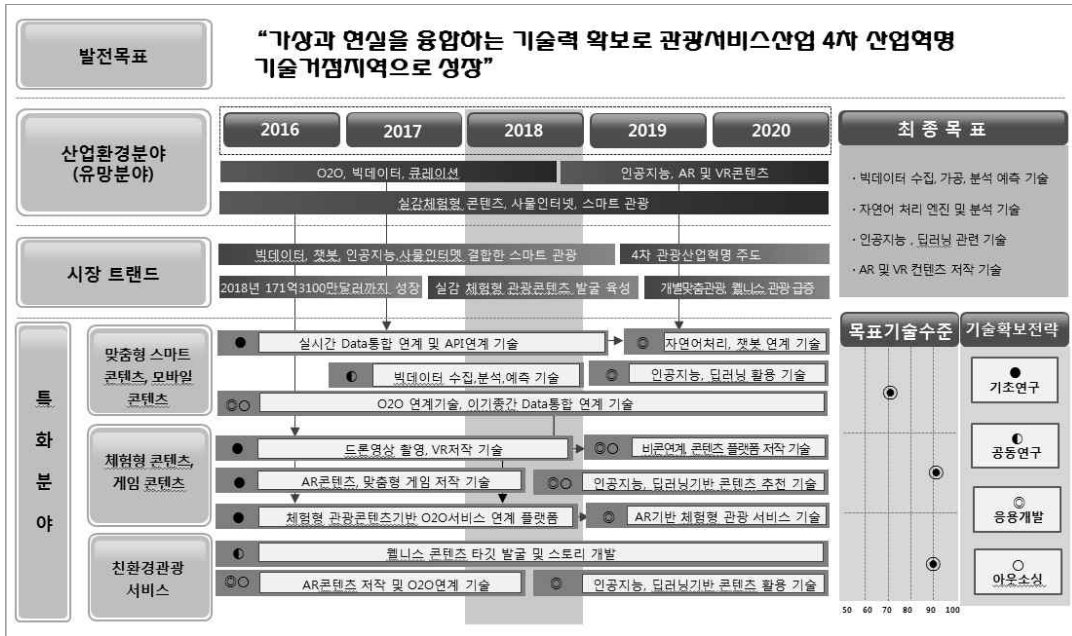 발전목표
“가상과 현실을 융합하는 기술력 확보로 관광서비스산업 4차 산업혁명
기술거점지역으로 성장”
산업환경분야
(유망분야)
2016
2017
2018
2019
2020
O2O, 빅데이터, 큐레이션
인공지능, AR 및 VR콘텐츠
실감체험형 콘텐츠, 사물인터넷, 스마트 관광
최 종 목 표
· 빅데이터 수집, 가공, 분석 예측 기술
· 자연어 처리 엔진 및 분석 기술
· 인공지능 , 딥러닝 관련 기술
· AR 및 VR 컨텐츠 저작 기술
시장 트랜드
빅데이터, 챗봇, 인공지능,사물인터멧 결합한 스마트 관광
4차 관광산업혁명 주도
2018년 171억3100만달러까지 성장
실감 체험형 관광콘텐츠 발굴 육성
개별맞춤관광, 웰니스 관광 급증
특
화
분
야
맞춤형 스마트
콘텐츠, 모바일
콘텐츠
● 실시간 Data통합 연계 및 API연계 기술
◎ 자연어처리, 챗봇 연계 기술
◐ 빅데이터 수집,분석,예측 기술
◎ 인공지능, 딥러닝 활용 기술
◎○ O2O 연계기술, 이기종간 Data통합 연계 기술
체험형 콘텐츠,
게임 콘텐츠
● 드론영상 촬영, VR저작 기술
◎○ 비콘연계, 콘텐츠 플랫폼 저작 기술
● AR콘텐츠, 맞춤형 게임 저작 기술
◎○ 인공지능, 딥러닝기반 콘텐츠 추천 기술
● 체험형 관광콘텐츠기반 O2O서비스 연계 플랫폼
◎ AR기반 체험형 관광 서비스 기술
친환경관광
서비스
◐ 웰니스 콘텐츠 타깃 발굴 및 스토리 개발
◎○ AR콘텐츠 저작 및 O2O연계 기술
◎ 인공지능, 딥러닝기반 콘텐츠 활용 기술
목표기술수준
50 60 70 80 90 100
기술확보전략
●
기초연구
◐
공동연구
◎
응용개발
○
아웃소싱